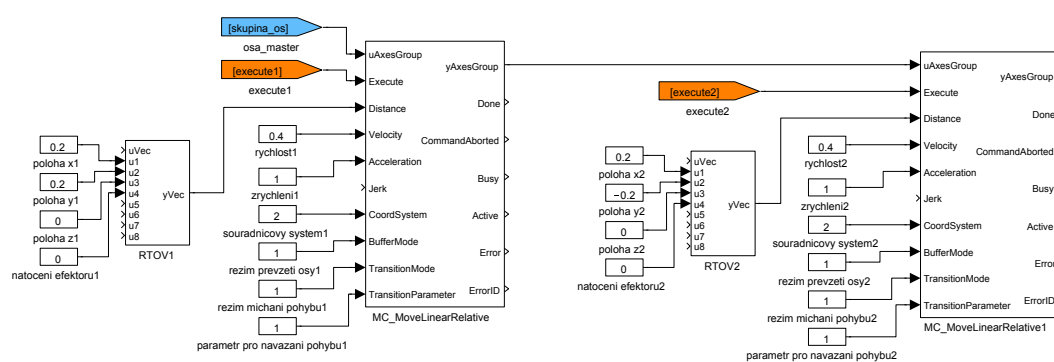 [skupina_os]
osa_master
[execute1]
execute1
0.2
poloha x1
0.2
poloha y1
0
poloha z1
0
natoceni efektoru1
uVec
u1
u2
u3
u4
u5
u6
u7
u8
yVec
RTOV1
0.4
rychlost1
1
zrychleni1
2
souradnicovy system1
1
rezim prevzeti osy1
1
rezim michani pohybu1
1
parametr pro navazani pohybu1
uAxesGroup
Execute
Distance
Velocity
Acceleration
Jerk
CoordSystem
BufferMode
TransitionMode
TransitionParameter
yAxesGroup
Done
CommandAborted
Busy
Active
Error
ErrorID
MC_MoveLinearRelative
[execute2]
execute2
0.2
poloha x2
−0.2
poloha y2
0
poloha z2
0
natoceni efektoru2
uVec
u1
u2
u3
u4
u5
u6
u7
u8
yVec
RTOV2
0.4
rychlost2
1
zrychleni2
2
souradnicovy system2
1
rezim prevzeti osy2
1
rezim michani pohybu2
1
parametr pro navazani pohybu2
uAxesGroup
Execute
Distance
Velocity
Acceleration
Jerk
CoordSystem
BufferMode
TransitionMode
TransitionParameter
yAxesGroup
Done
CommandAborted
Busy
Active
Error
ErrorID
MC_MoveLinearRelative1